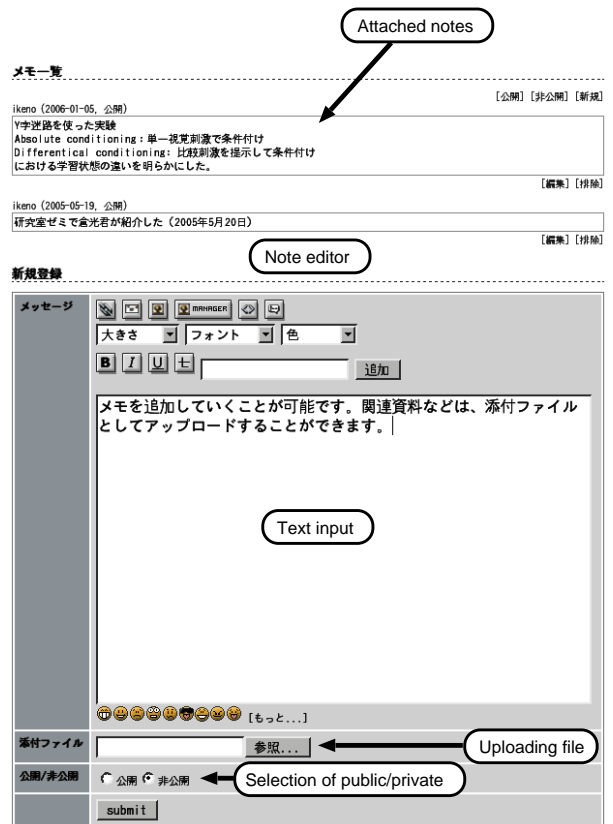 Attached notes
メモ一覧
[公開] [非公開] [新規]
ikeno (2006-01-05, 公開)
Y字迷路を使った実験
Absolute conditioning：単一視覚刺激で条件付け
Differentical conditioning: 比較刺激を提示して条件付け
における学習状態の違いを明らかにした。
[編集] [排除]
ikeno (2005-05-19, 公開)
研究室ゼミで倉光君が紹介した（2005年5月20日）
[編集] [排除]
Note editor
新規登録
メッセージ
MANAGER
大きさ フォント 色
B I U 士
追加
メモを追加していくことが可能です。関連資料などは、添付ファイル
としてアップロードすることができます。
Text input
[もっと...]
添付ファイル 参照... Uploading file
公開/非公開 公開 非公開 Selection of public/private
submit